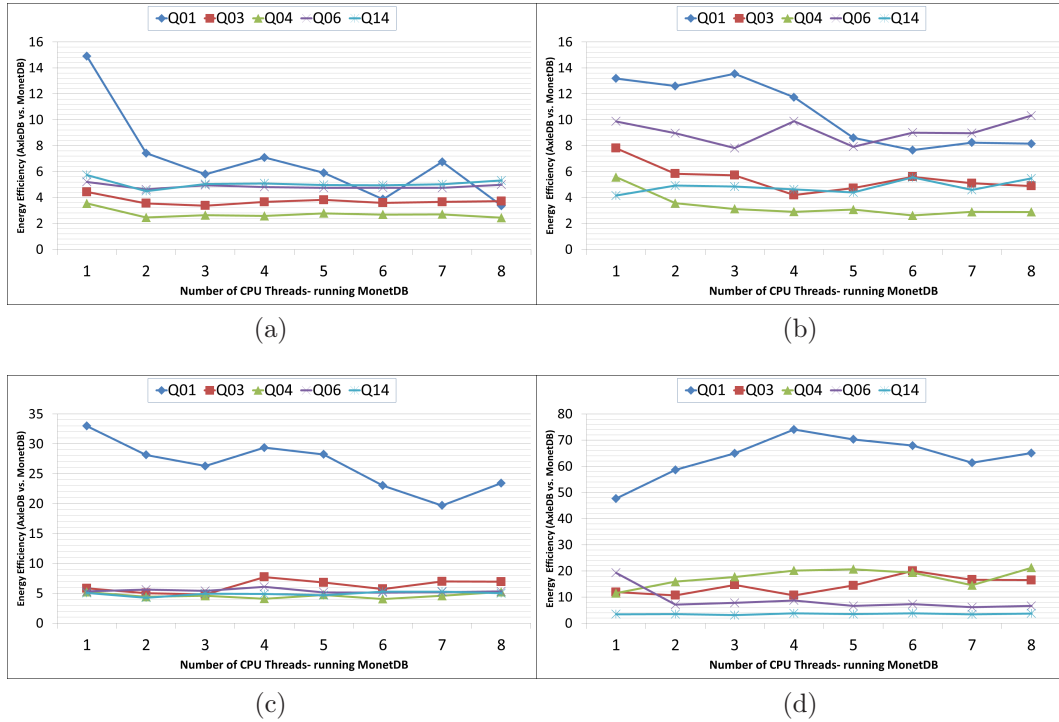 Q01 Q03 Q04 Q06 Q14
Energy Efficiency (AxleDB vs. MonetDB)
16
14
12
10
8
6
4
2
0
1 2 3 4 5 6 7 8
Number of CPU Threads- running MonetDB
(a)
Q01 Q03 Q04 Q06 Q14
Energy Efficiency (AxleDB vs. MonetDB)
16
14
12
10
8
6
4
2
0
1 2 3 4 5 6 7 8
Number of CPU Threads- running MonetDB
(b)
Q01 Q03 Q04 Q06 Q14
Energy Efficiency (AxleDB vs. MonetDB)
35
30
25
20
15
10
5
0
1 2 3 4 5 6 7 8
Number of CPU Threads- running MonetDB
(c)
Q01 Q03 Q04 Q06 Q14
Energy Efficiency (AxleDB vs. MonetDB)
80
70
60
50
40
30
20
10
0
1 2 3 4 5 6 7 8
Number of CPU Threads- running MonetDB
(d)